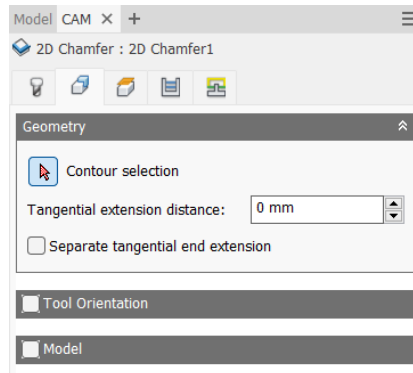 Model CAM
2D Chamfer : 2D Chamfer1
Geometry
Contour selection
Tangential extension distance: 0 mm
Separate tangential end extension
Tool Orientation
Model